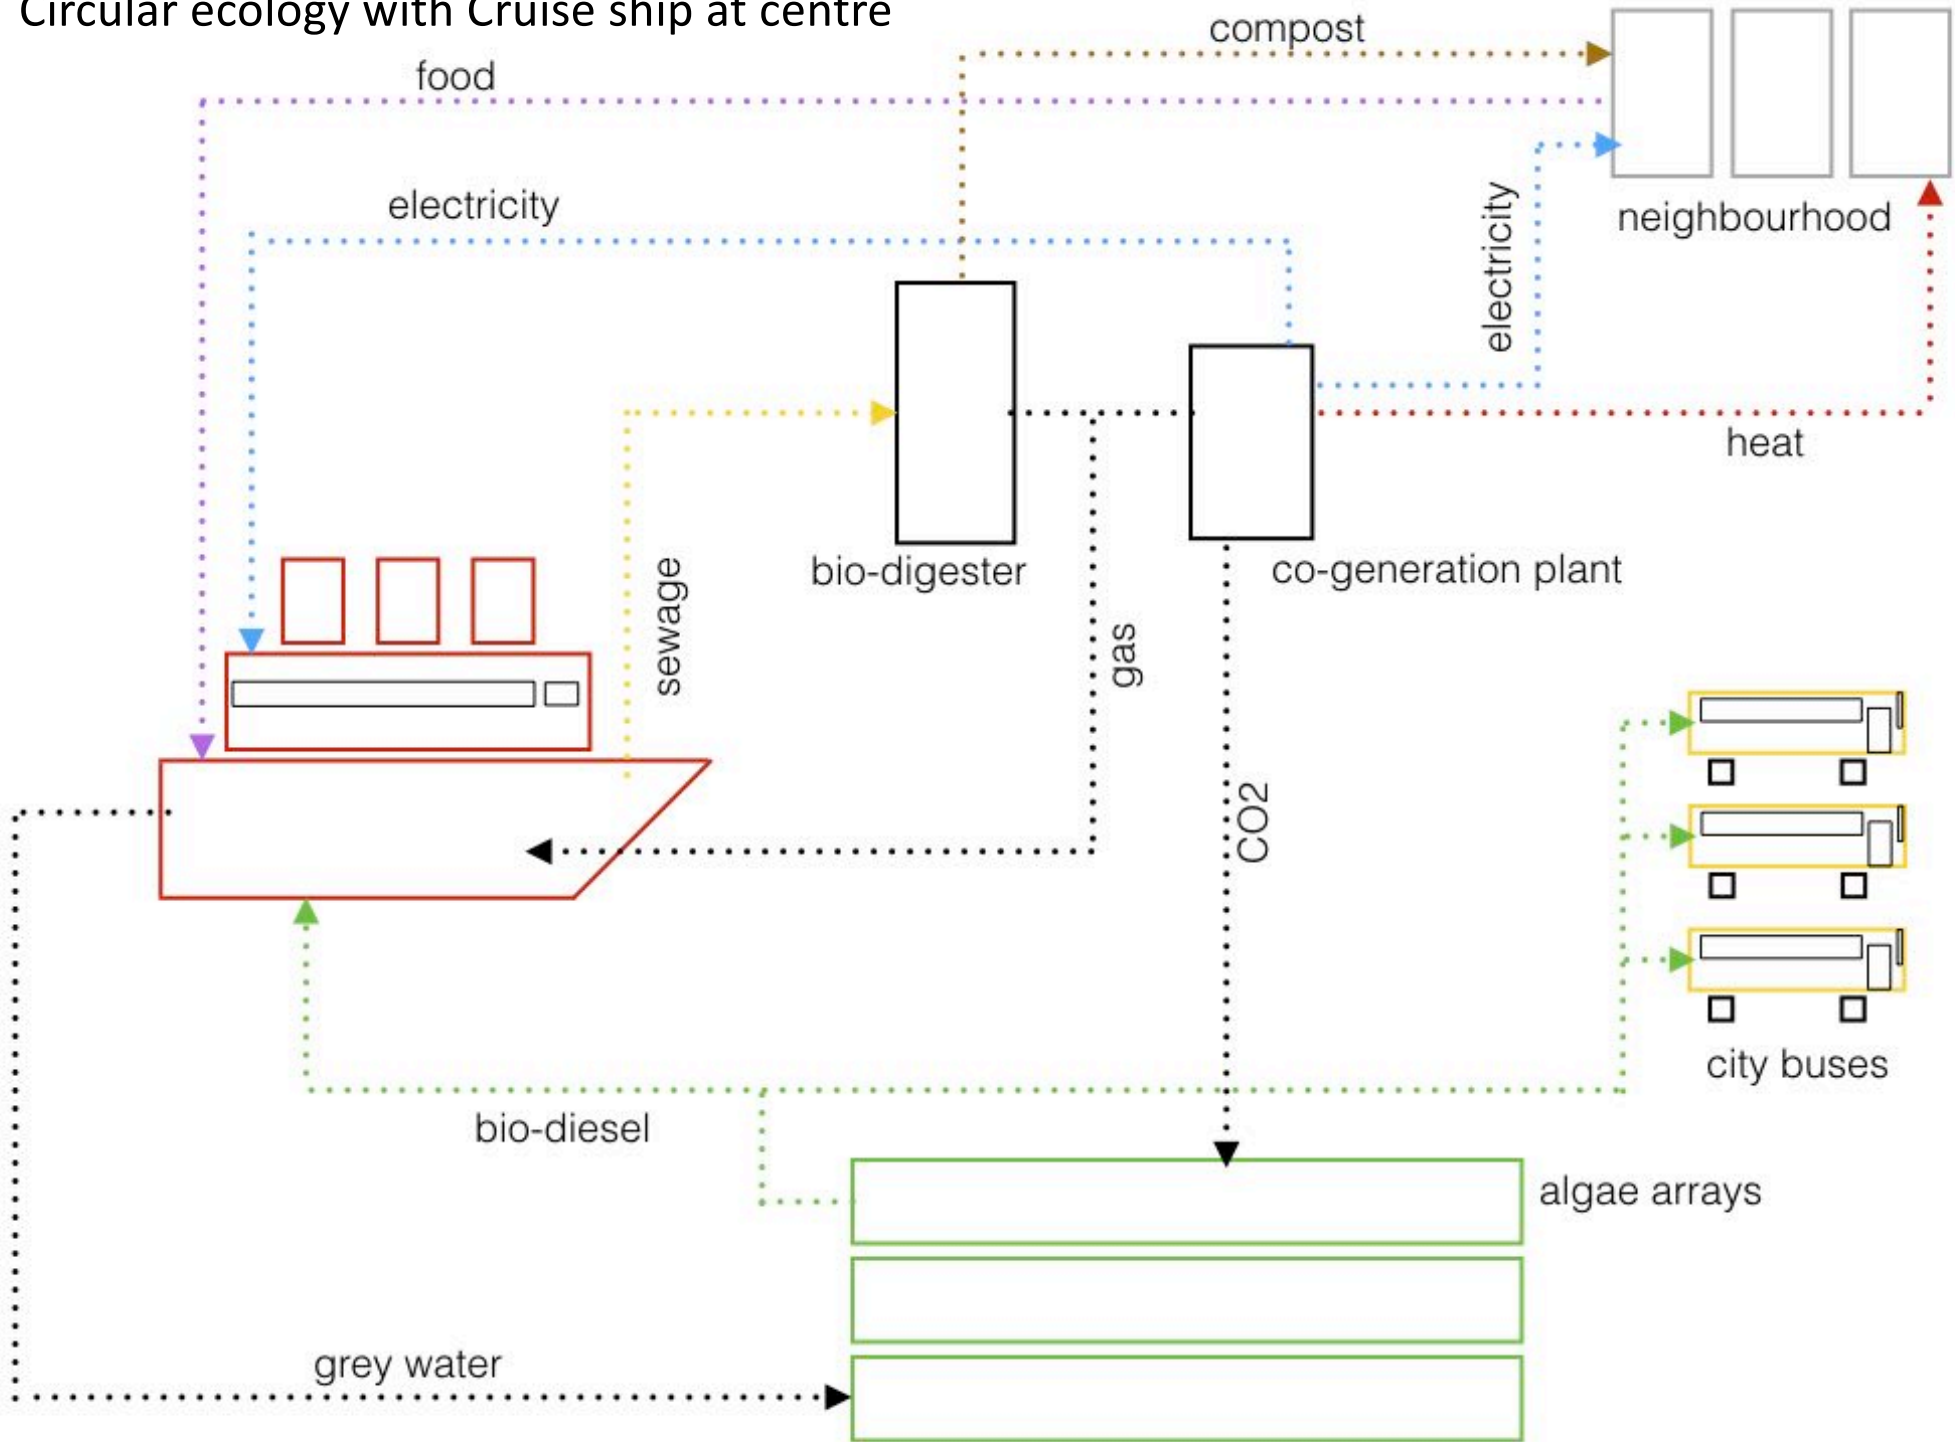 Circular ecology with Cruise ship at centre
compost
food
electricity
electricity
neighbourhood
heat
sewage
bio-digester
co-generation plant
gas
CO2
city buses
bio-diesel
algae arrays
grey water